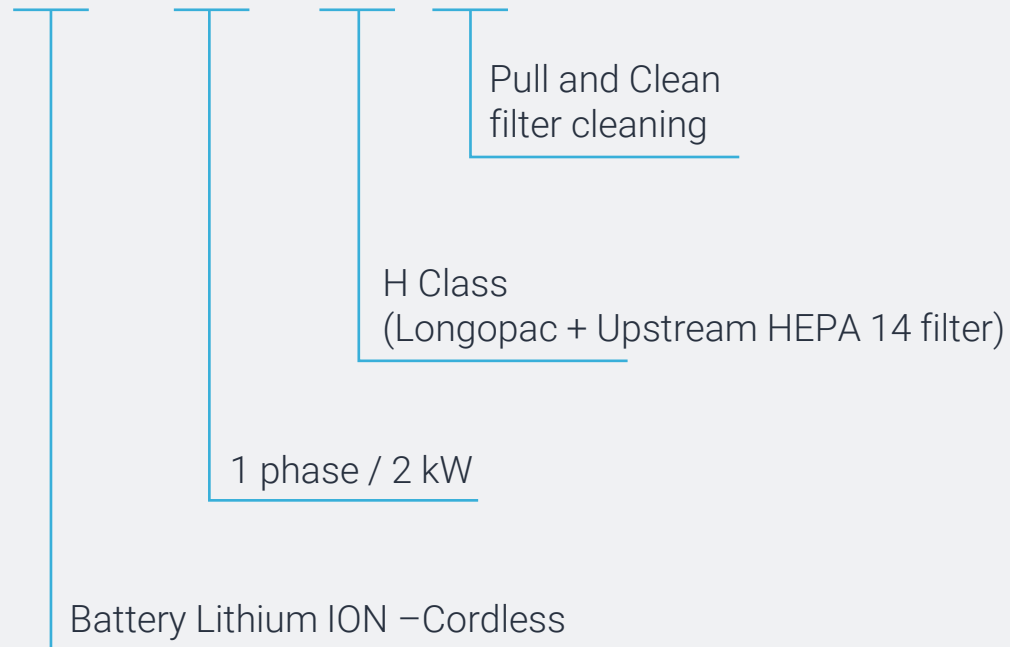 Pull and Clean
filter cleaning
H Class
(Longopac + Upstream HEPA 14 filter)
1 phase / 2 kW
Battery Lithium ION –Cordless